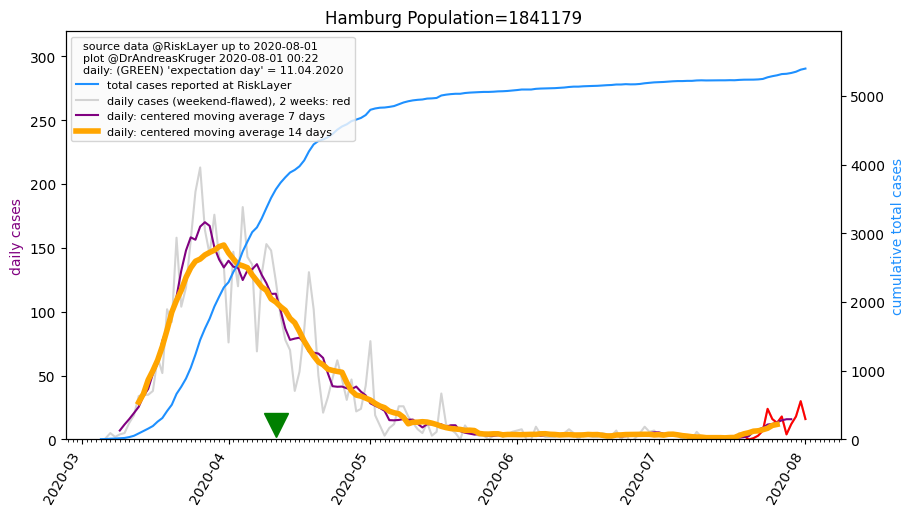 Hamburg Population=1841179
source data @RiskLayer up to 2020-08-01
plot @DrAndreasKruger 2020-08-01 00:22
daily: (GREEN) 'expectation day' = 11.04.2020
total cases reported at RiskLayer
daily cases (weekend-flawed), 2 weeks: red
daily: centered moving average 7 days
daily: centered moving average 14 days
daily cases
300
250
200
150
100
50
0
cumulative total cases
5000
4000
3000
2000
1000
0
2020-03
2020-04
2020-05
2020-06
2020-07
2020-08